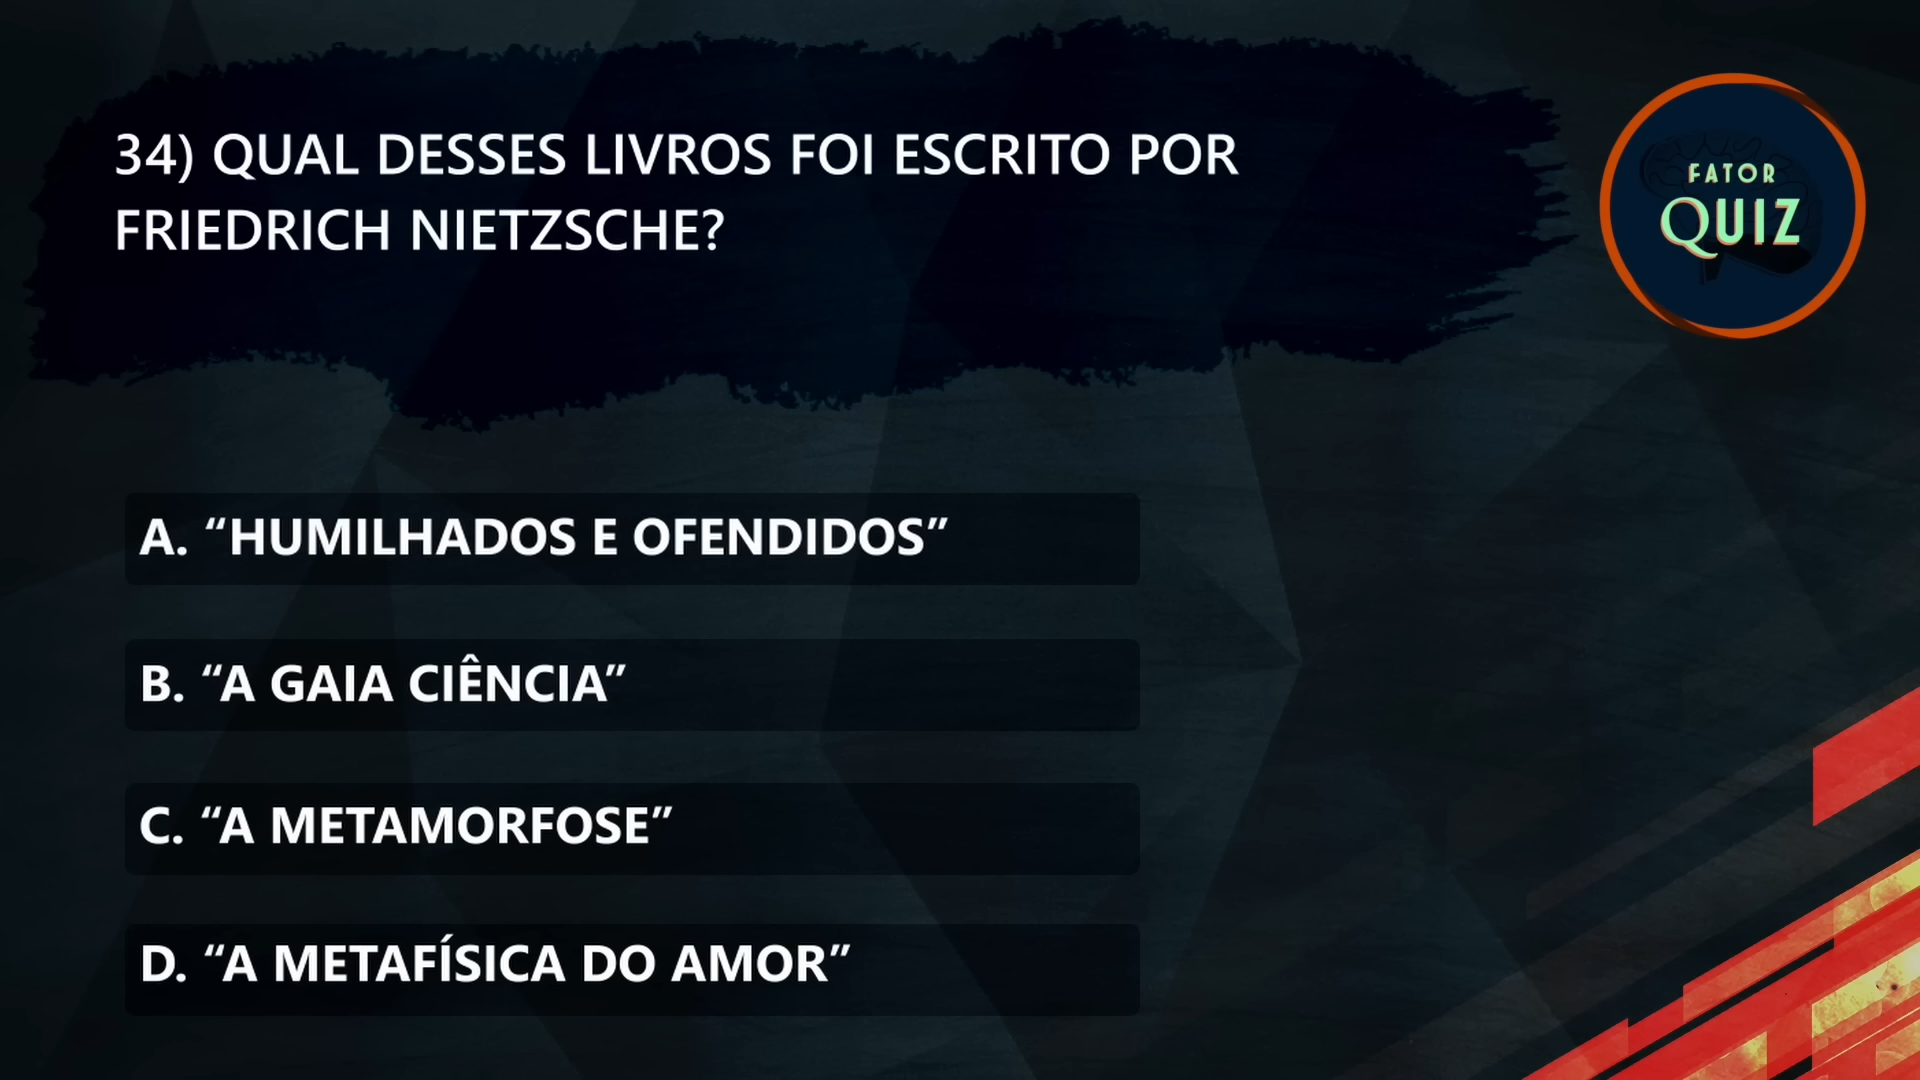 34) QUAL DESSES LIVROS FOI ESCRITO POR
FRIEDRICH NIETZSCHE?
FATOR
QUIZ
A. “HUMILHADOS E OFENDIDOS”
B. “A GAIA CIÊNCIA”
C. “A METAMORFOSE”
D. “A METAFÍSICA DO AMOR”